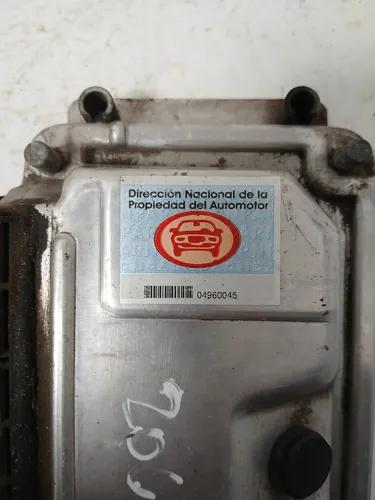 Dirección Nacional de la
Propiedad del Automotor
04960045